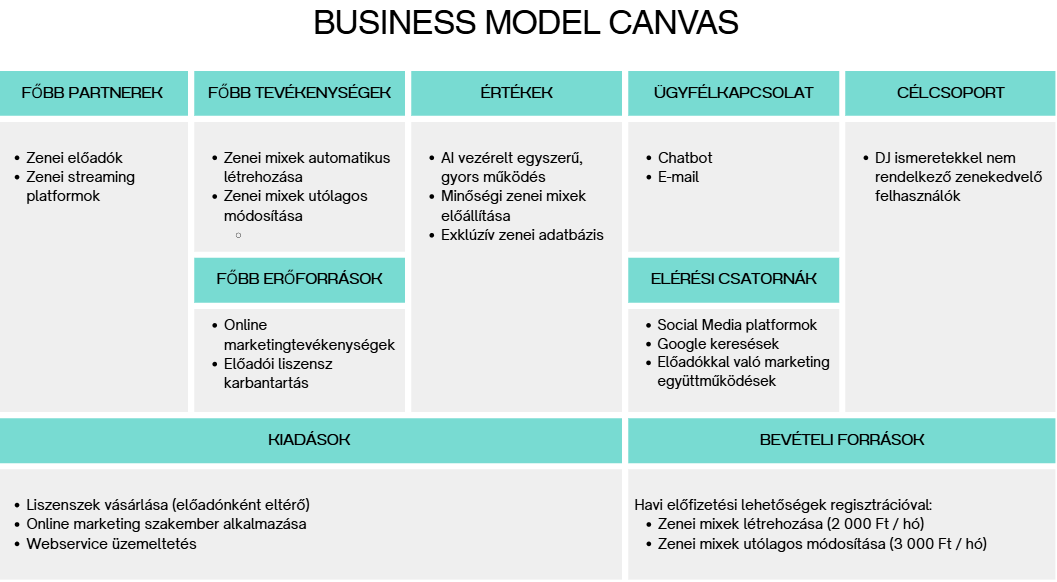 BUSINESS MODEL CANVAS
FŐBB PARTNEREK
• Zenei előadók
• Zenei streaming
platformok
FŐBB TEVÉKENYSÉGEK
• Zenei mixek automatikus
létrehozása
• Zenei mixek utólagos
módosítása
○
FŐBB ERŐFORRÁSOK
• Online
marketingtevékenységek
• Előadói liszensz
karbantartás
ÉRTÉKEK
• AI vezérelt egyszerű,
gyors működés
• Minőségi zenei mixek
előállítása
• Exklúzív zenei adatbázis
ÜGYFÉLKAPCSOLAT
• Chatbot
• E-mail
ELÉRÉSI CSATORNÁK
• Social Media platformok
• Google keresések
• Előadókkal való marketing
együttműködések
CÉLCSOPORT
• DJ ismeretekkel nem
rendelkező zenekedvelő
felhasználók
KIADÁSOK
• Liszenszek vásárlása (előadónként eltérő)
• Online marketing szakember alkalmazása
• Webservice üzemeltetés
BEVÉTELI FORRÁSOK
Havi előfizetési lehetőségek regisztrációval:
• Zenei mixek létrehozása (2 000 Ft / hó)
• Zenei mixek utólagos módosítása (3 000 Ft / hó)